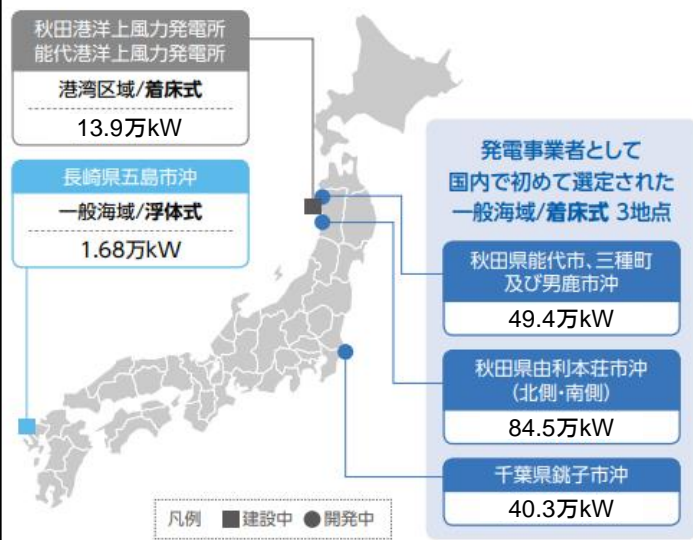 秋田港洋上風力発電所
能代港洋上風力発電所
港湾区域/着床式
13.9万kW
長崎県五島市沖
一般海域/浮体式
1.68万kW
発電事業者として
国内で初めて選定された
一般海域/着床式 3地点
秋田県能代市、三種町
及び男鹿市沖
49.4万kW
秋田県由利本荘市沖
(北側・南側)
84.5万kW
千葉県銚子市沖
40.3万kW
凡例 ■建設中 ●開発中